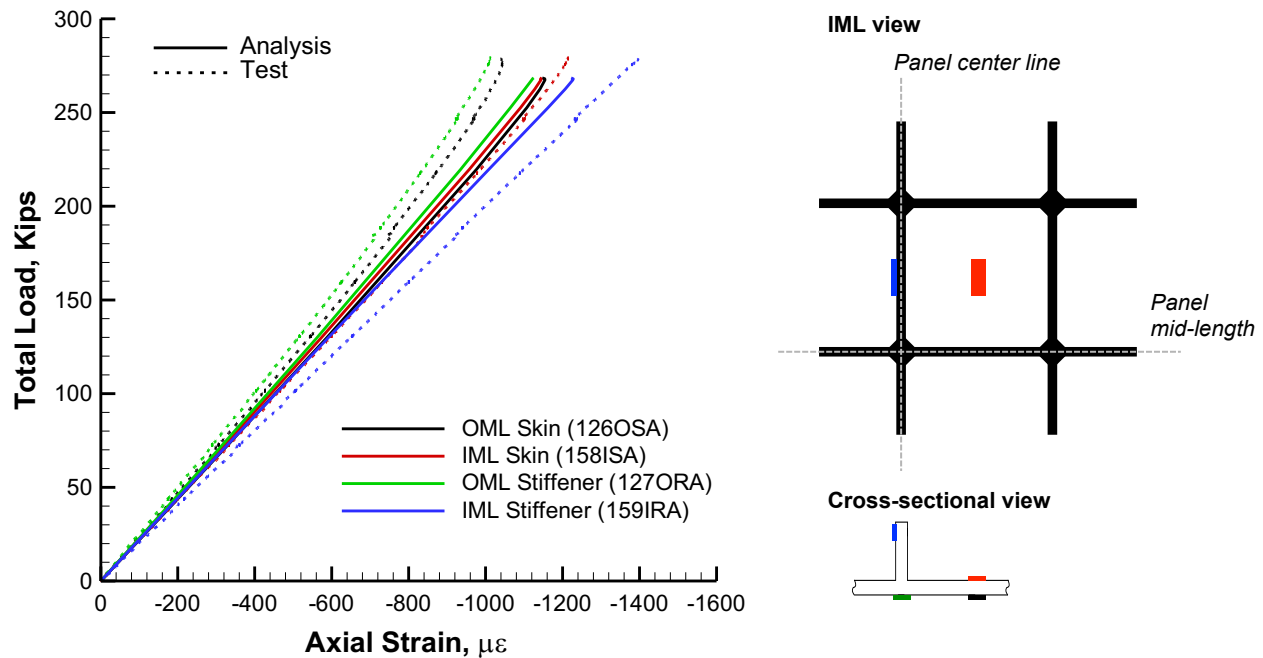 300
250
200
150
100
50
0
Total Load, Kips
Analysis
Test
OML Skin (126OSA)
IML Skin (158ISA)
OML Stiffener (127ORA)
IML Stiffener (159IRA)
0 -200 -400 -600 -800 -1000 -1200 -1400 -1600
Axial Strain, με
IML view
Panel center line
Panel
mid-length
Cross-sectional view